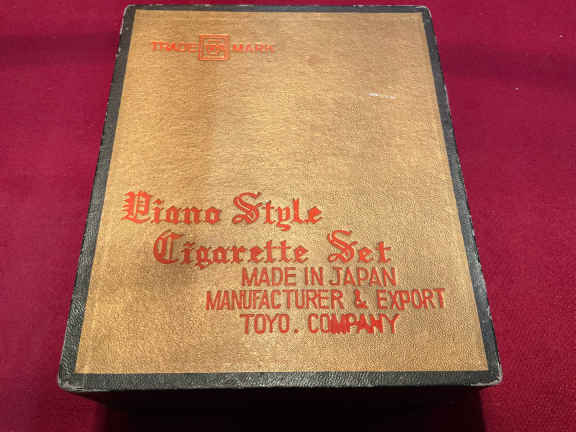 TRADE MARK
Piano Style
Cigarette Set
MADE IN JAPAN
MANUFACTURER & EXPORT
TOYO. COMPANY